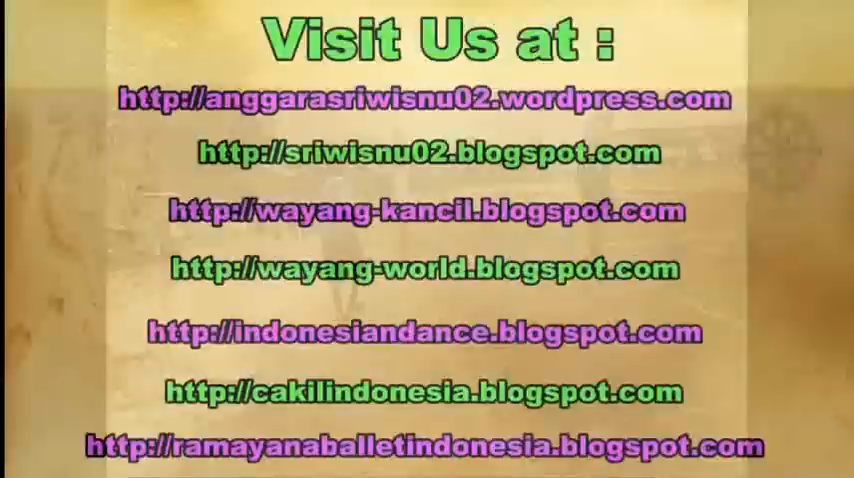 Visit Us at :
http://anggarasriwisnu02.wordpress.com
http://sriwisnu02.blogspot.com
http://wayang-kancil.blogspot.com
http://wayang-world.blogspot.com
http://indonesiandance.blogspot.com
http://cakilindonesia.blogspot.com
http://ramayanaballetindonesia.blogspot.com